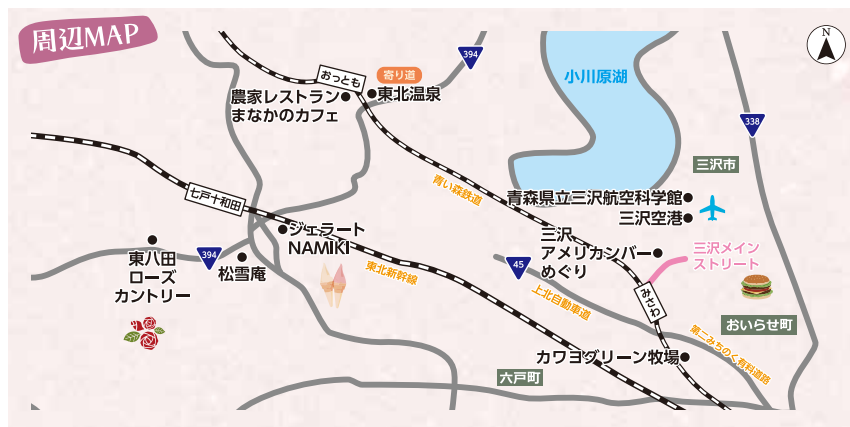 周辺MAP
394
N
おっとも
寄り道
小川原湖
農家レストラン
まなかのカフェ
東北温泉
338
三沢市
七戸十和田
青い森鉄道
青森県立三沢航空科学館
三沢空港
ジェラート
NAMIKI
三沢
アメリカンバー
めぐり
三沢メイン
ストリート
東八田
ローズ
カントリー
394
松雪庵
東北新幹線
45
上北自動車道
みさわ
おいらせ町
第二みちのく有料道路
カワヨグリーン牧場
六戸町